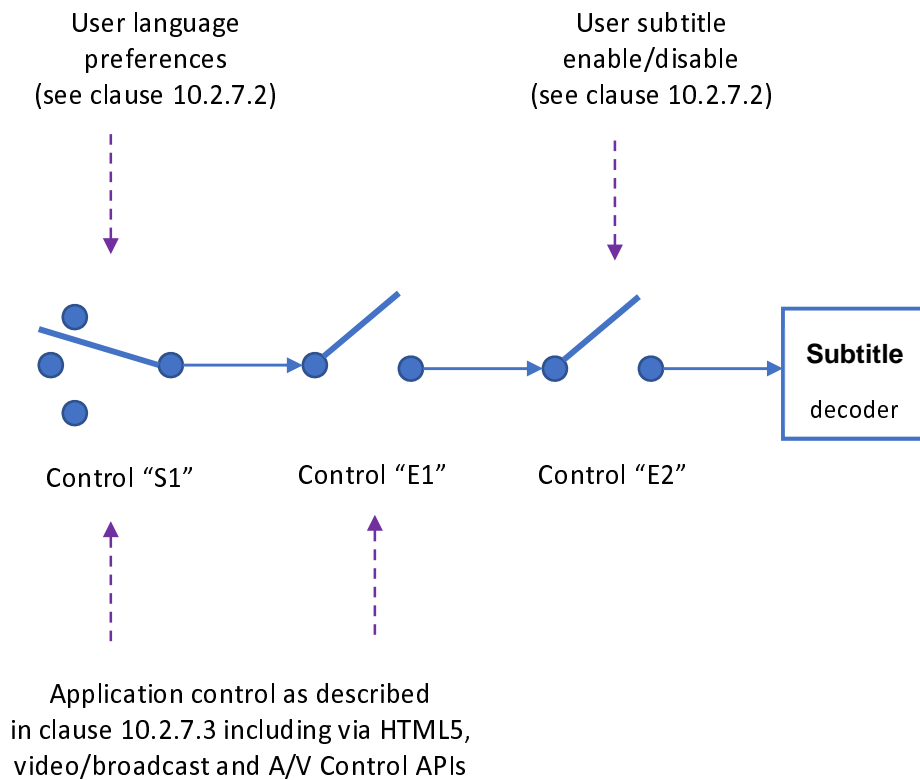 User language
preferences
(see clause 10.2.7.2)
User subtitle
enable/disable
(see clause 10.2.7.2)
Subtitle
decoder
Control “S1”
Control “E1”
Control “E2”
Application control as described
in clause 10.2.7.3 including via HTML5,
video/broadcast and A/V Control APIs